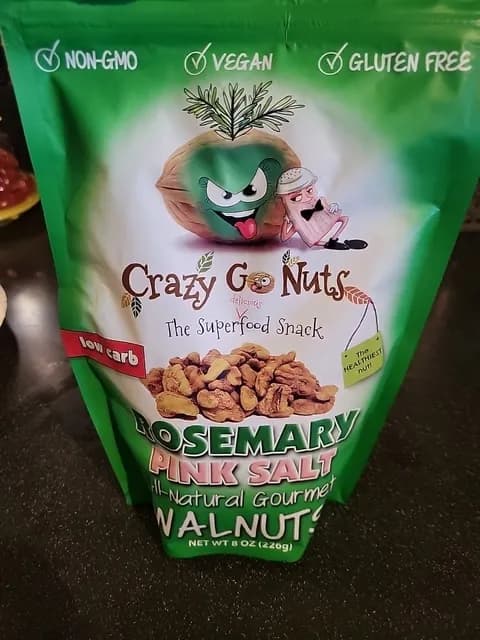 NON-GMO VEGAN GLUTEN FREE
Crazy Go Nuts
delicious
The Superfood Snack
low carb
The
HEALTHIEST
nut!
ROSEMARY
PINK SALT
All-Natural Gourmet
WALNUTS
NET WT 8 OZ (226g)